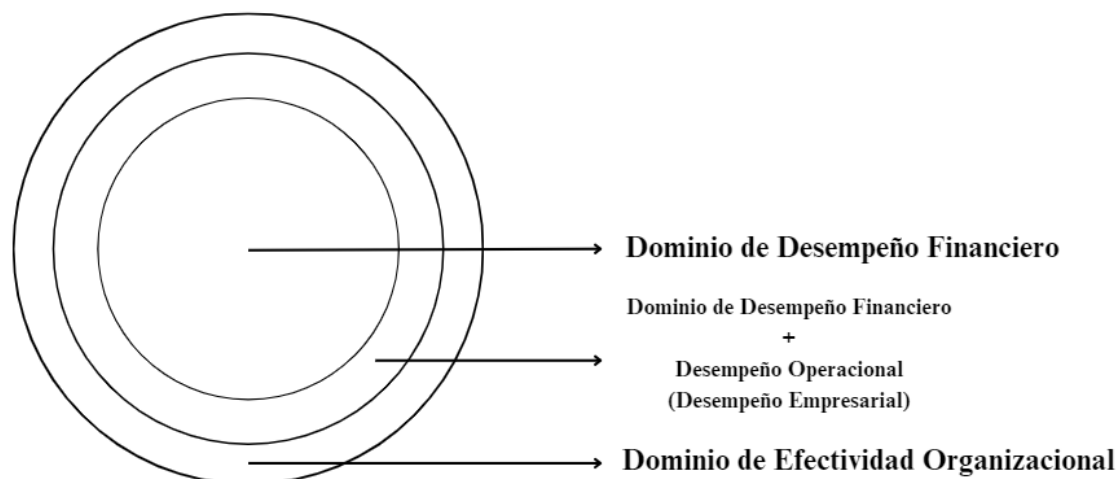 Dominio de Desempeño Financiero
Dominio de Desempeño Financiero
+
Desempeño Operacional
(Desempeño Empresarial)
Dominio de Efectividad Organizacional